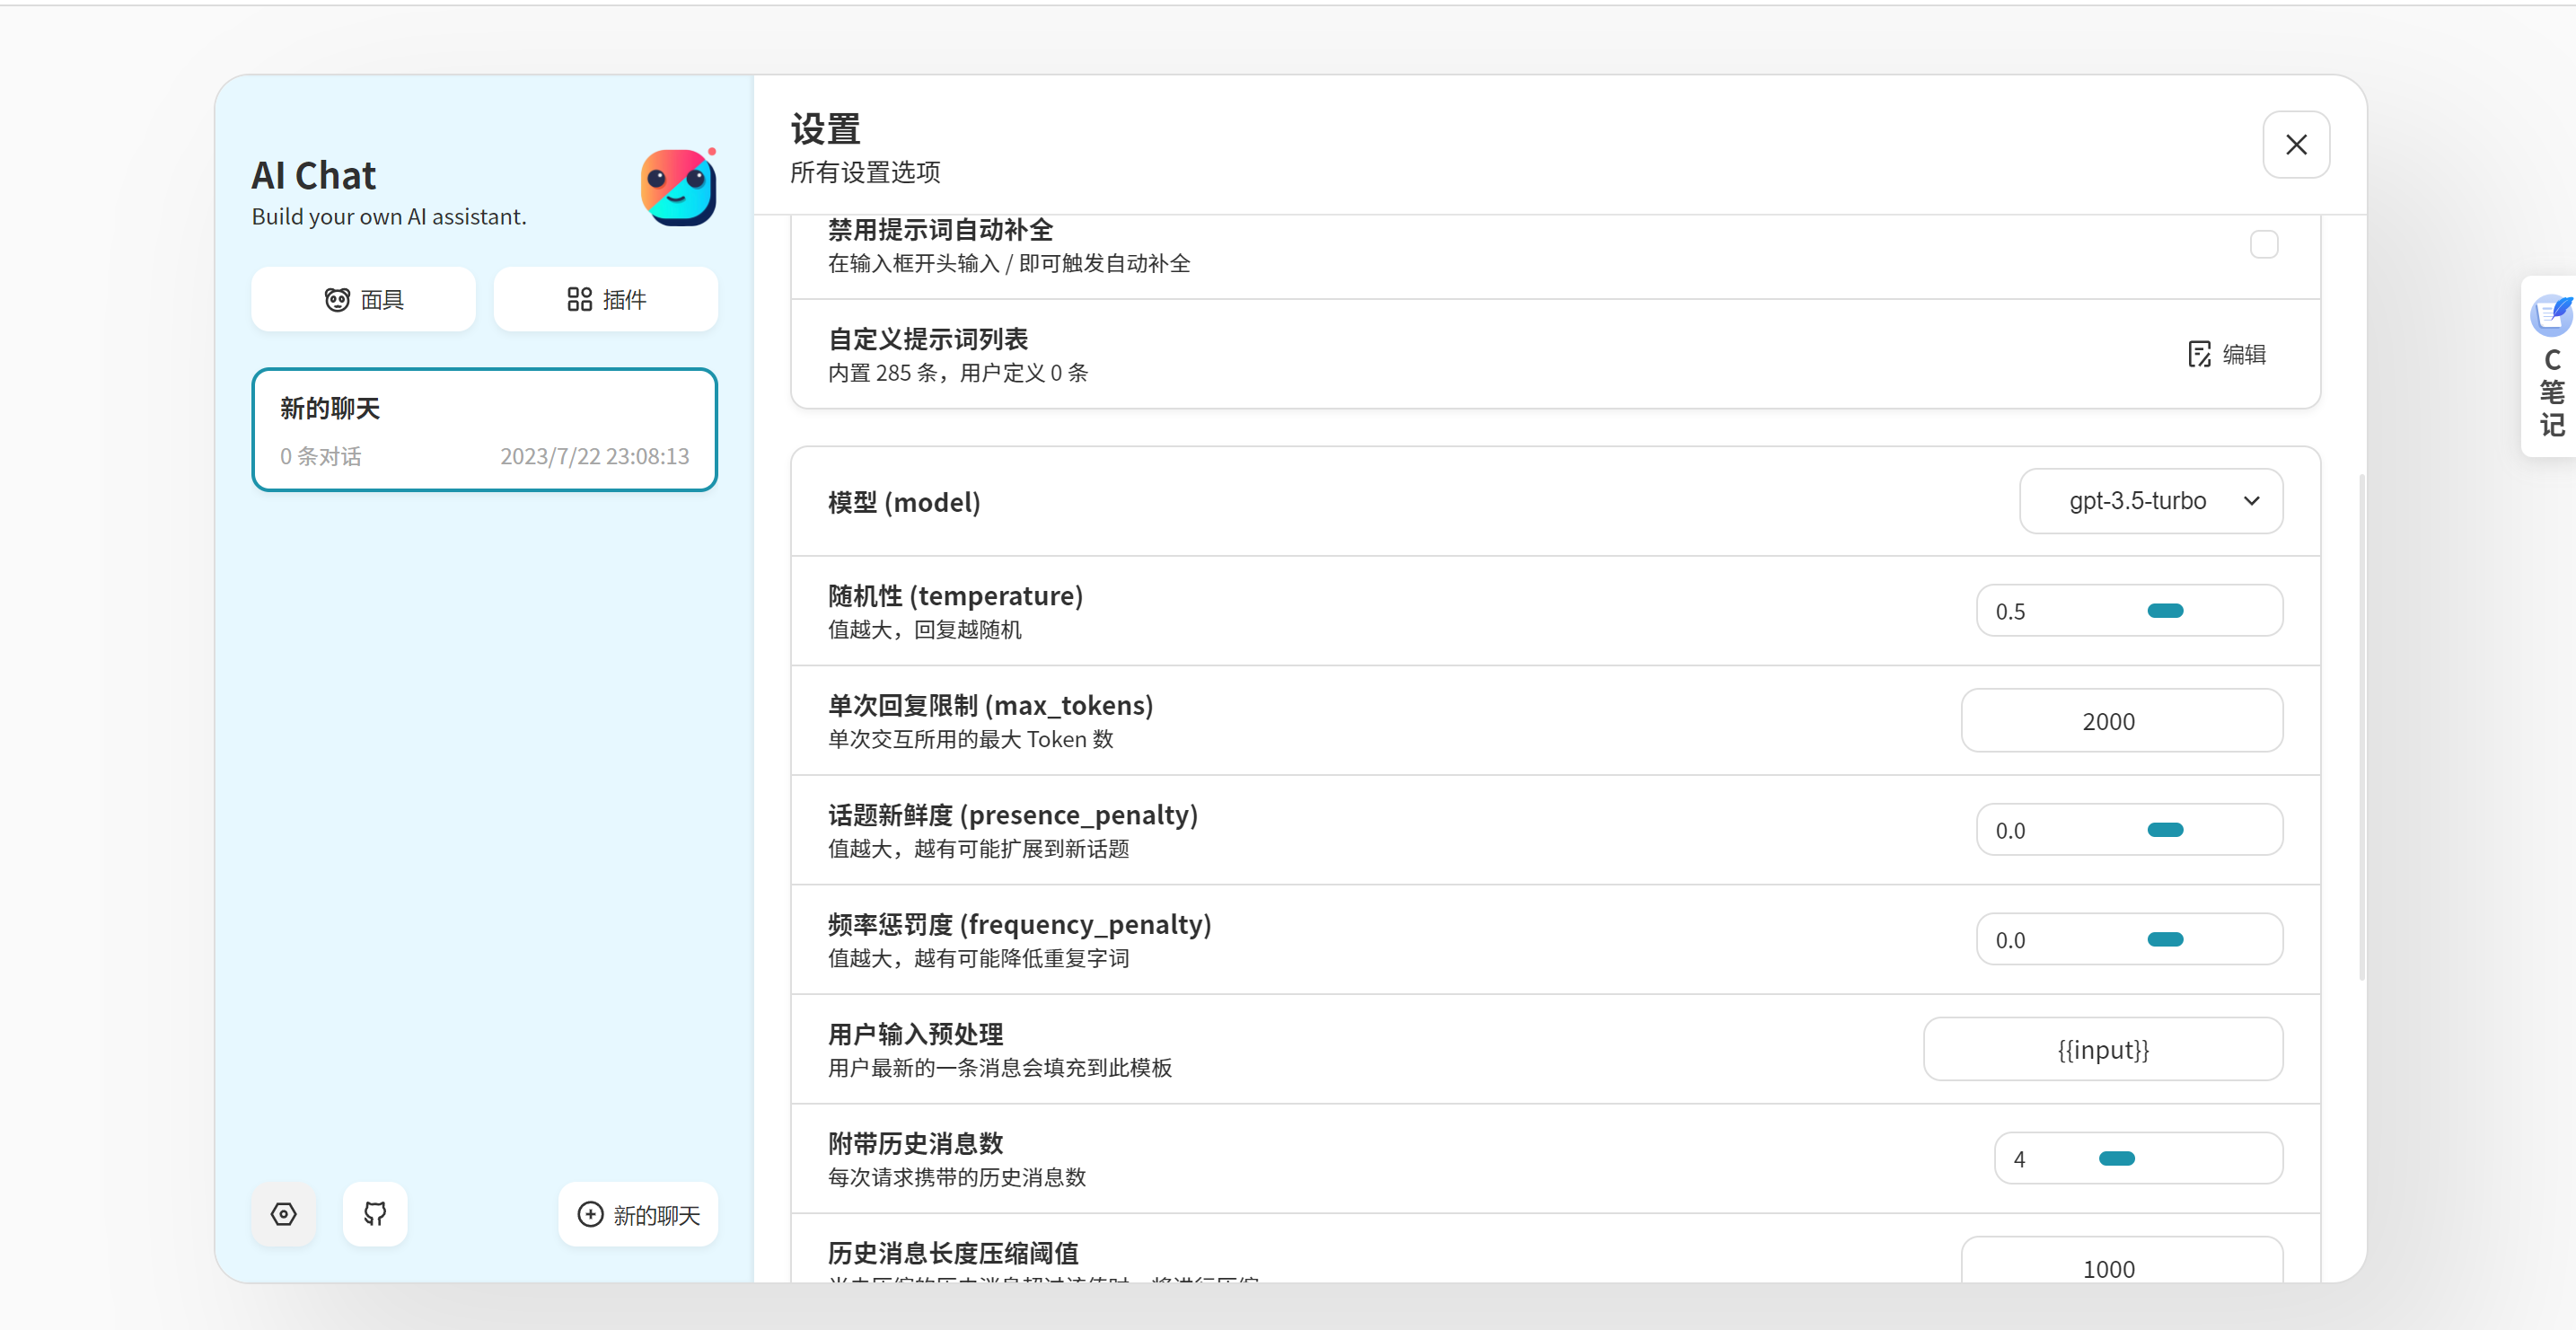 AI Chat
Build your own AI assistant.
面具
插件
新的聊天
0 条对话
2023/7/22 23:08:13
新的聊天
设置
所有设置选项
禁用提示词自动补全
在输入框开头输入 / 即可触发自动补全
自定义提示词列表
内置 285 条，用户定义 0 条
编辑
模型 (model)
gpt-3.5-turbo
随机性 (temperature)
值越大，回复越随机
0.5
单次回复限制 (max_tokens)
单次交互所用的最大 Token 数
2000
话题新鲜度 (presence_penalty)
值越大，越有可能扩展到新话题
0.0
频率惩罚度 (frequency_penalty)
值越大，越有可能降低重复字词
0.0
用户输入预处理
用户最新的一条消息会填充到此模板
{{input}}
附带历史消息数
每次请求携带的历史消息数
4
历史消息长度压缩阈值
1000
C
笔
记